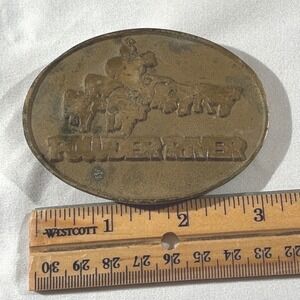 POWDER RIVER
WESTCOTT 1 2 3
30 29 28 27 26 25 24 23 22